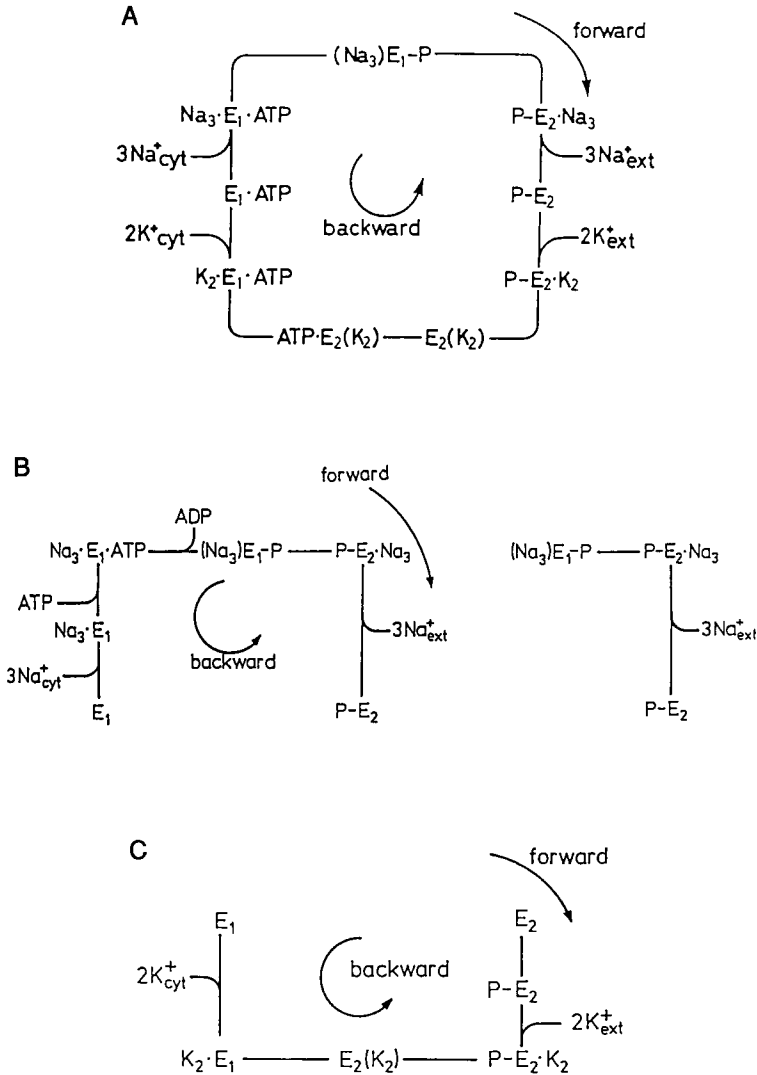 A
forward
(Na₃)E₁–P
Na₃·E₁·ATP
P–E₂·Na₃
3Na⁺cyt
3Na⁺ext
E₁·ATP
P–E₂
backward
2K⁺cyt
2K⁺ext
K₂·E₁·ATP
P–E₂·K₂
ATP·E₂(K₂)
E₂(K₂)
B
forward
ADP
Na₃·E₁·ATP
(Na₃)E₁–P
P–E₂·Na₃
(Na₃)E₁–P
P–E₂·Na₃
ATP
Na₃·E₁
3Na⁺ext
3Na⁺ext
backward
3Na⁺cyt
E₁
P–E₂
P–E₂
C
forward
E₁
E₂
backward
2K⁺cyt
P–E₂
2K⁺ext
K₂·E₁
E₂(K₂)
P–E₂·K₂